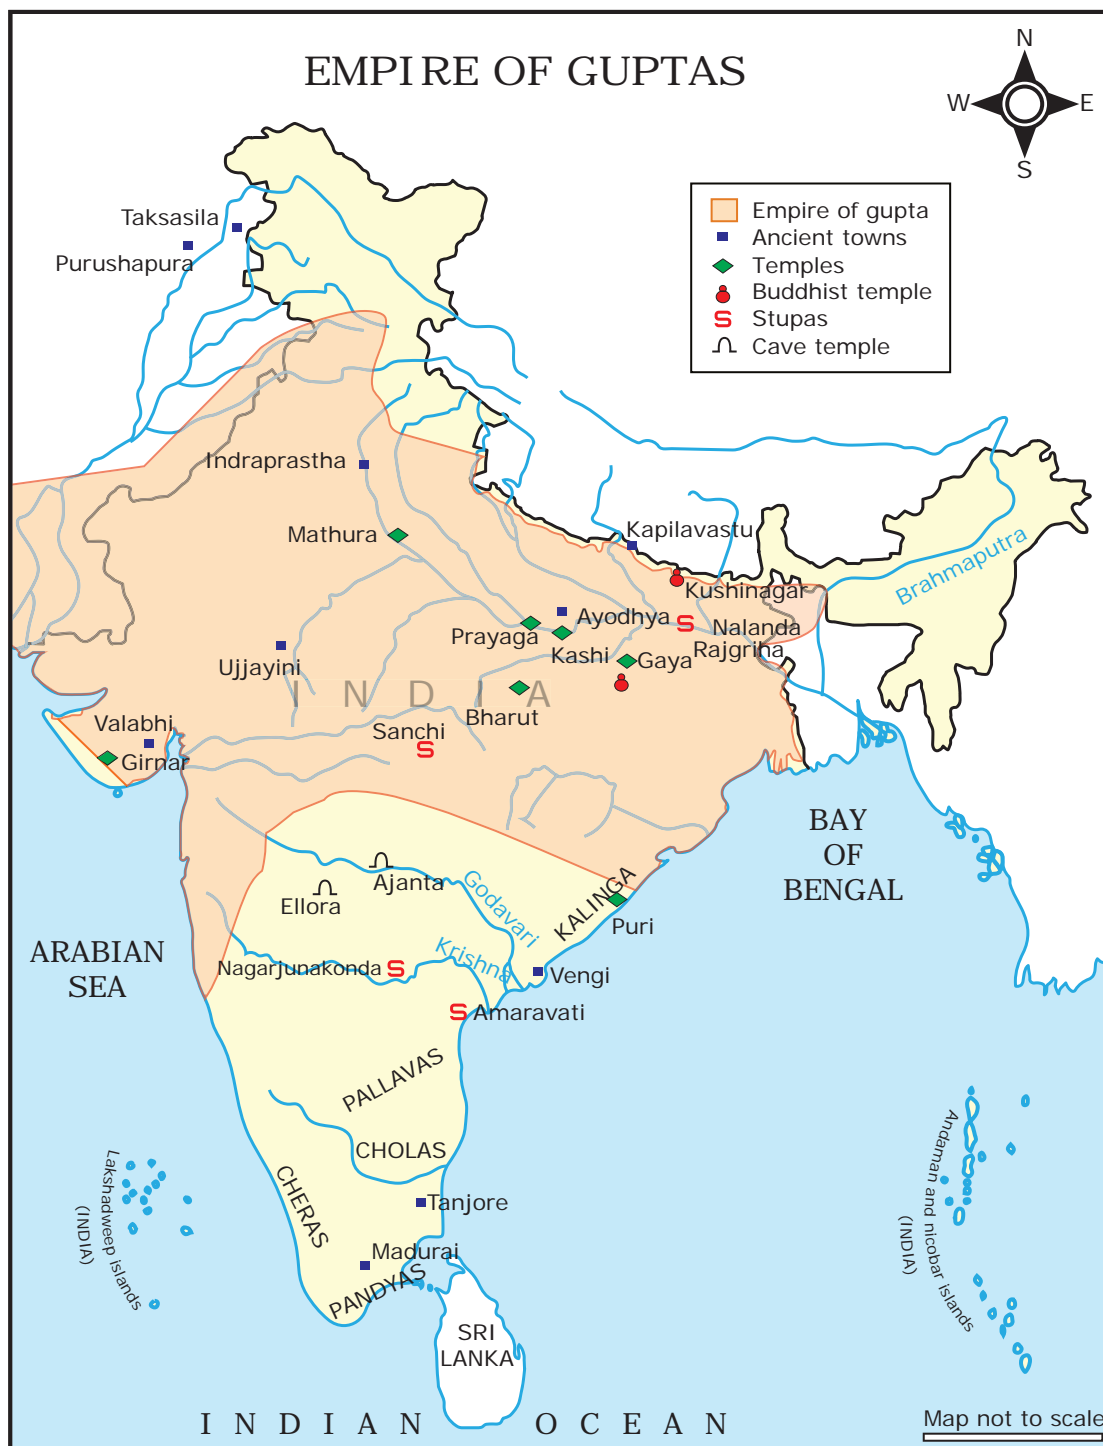 EMPIRE OF GUPTAS
N
W E
S
Empire of gupta
Ancient towns
Temples
Buddhist temple
Stupas
Cave temple
Taksasila
Purushapura
Indraprastha
Mathura
Kapilavastu
Brahmaputra
Kushinagar
Ayodhya
Prayaga
Nalanda
Kashi
Gaya
Rajgriha
Ujjayini
INDIA
Bharut
Valabhi
Sanchi
Girnar
BAY
OF
BENGAL
Ajanta
Ellora
Godavari
KALINGA
Puri
ARABIAN
SEA
Nagarjunakonda
Krishna
Vengi
Amaravati
PALLAVAS
CHOLAS
CHERAS
Tanjore
Madurai
PANDYAS
Lakshadweep islands
(INDIA)
Andaman and nicobar islands
(INDIA)
SRI
LANKA
INDIAN OCEAN
Map not to scale